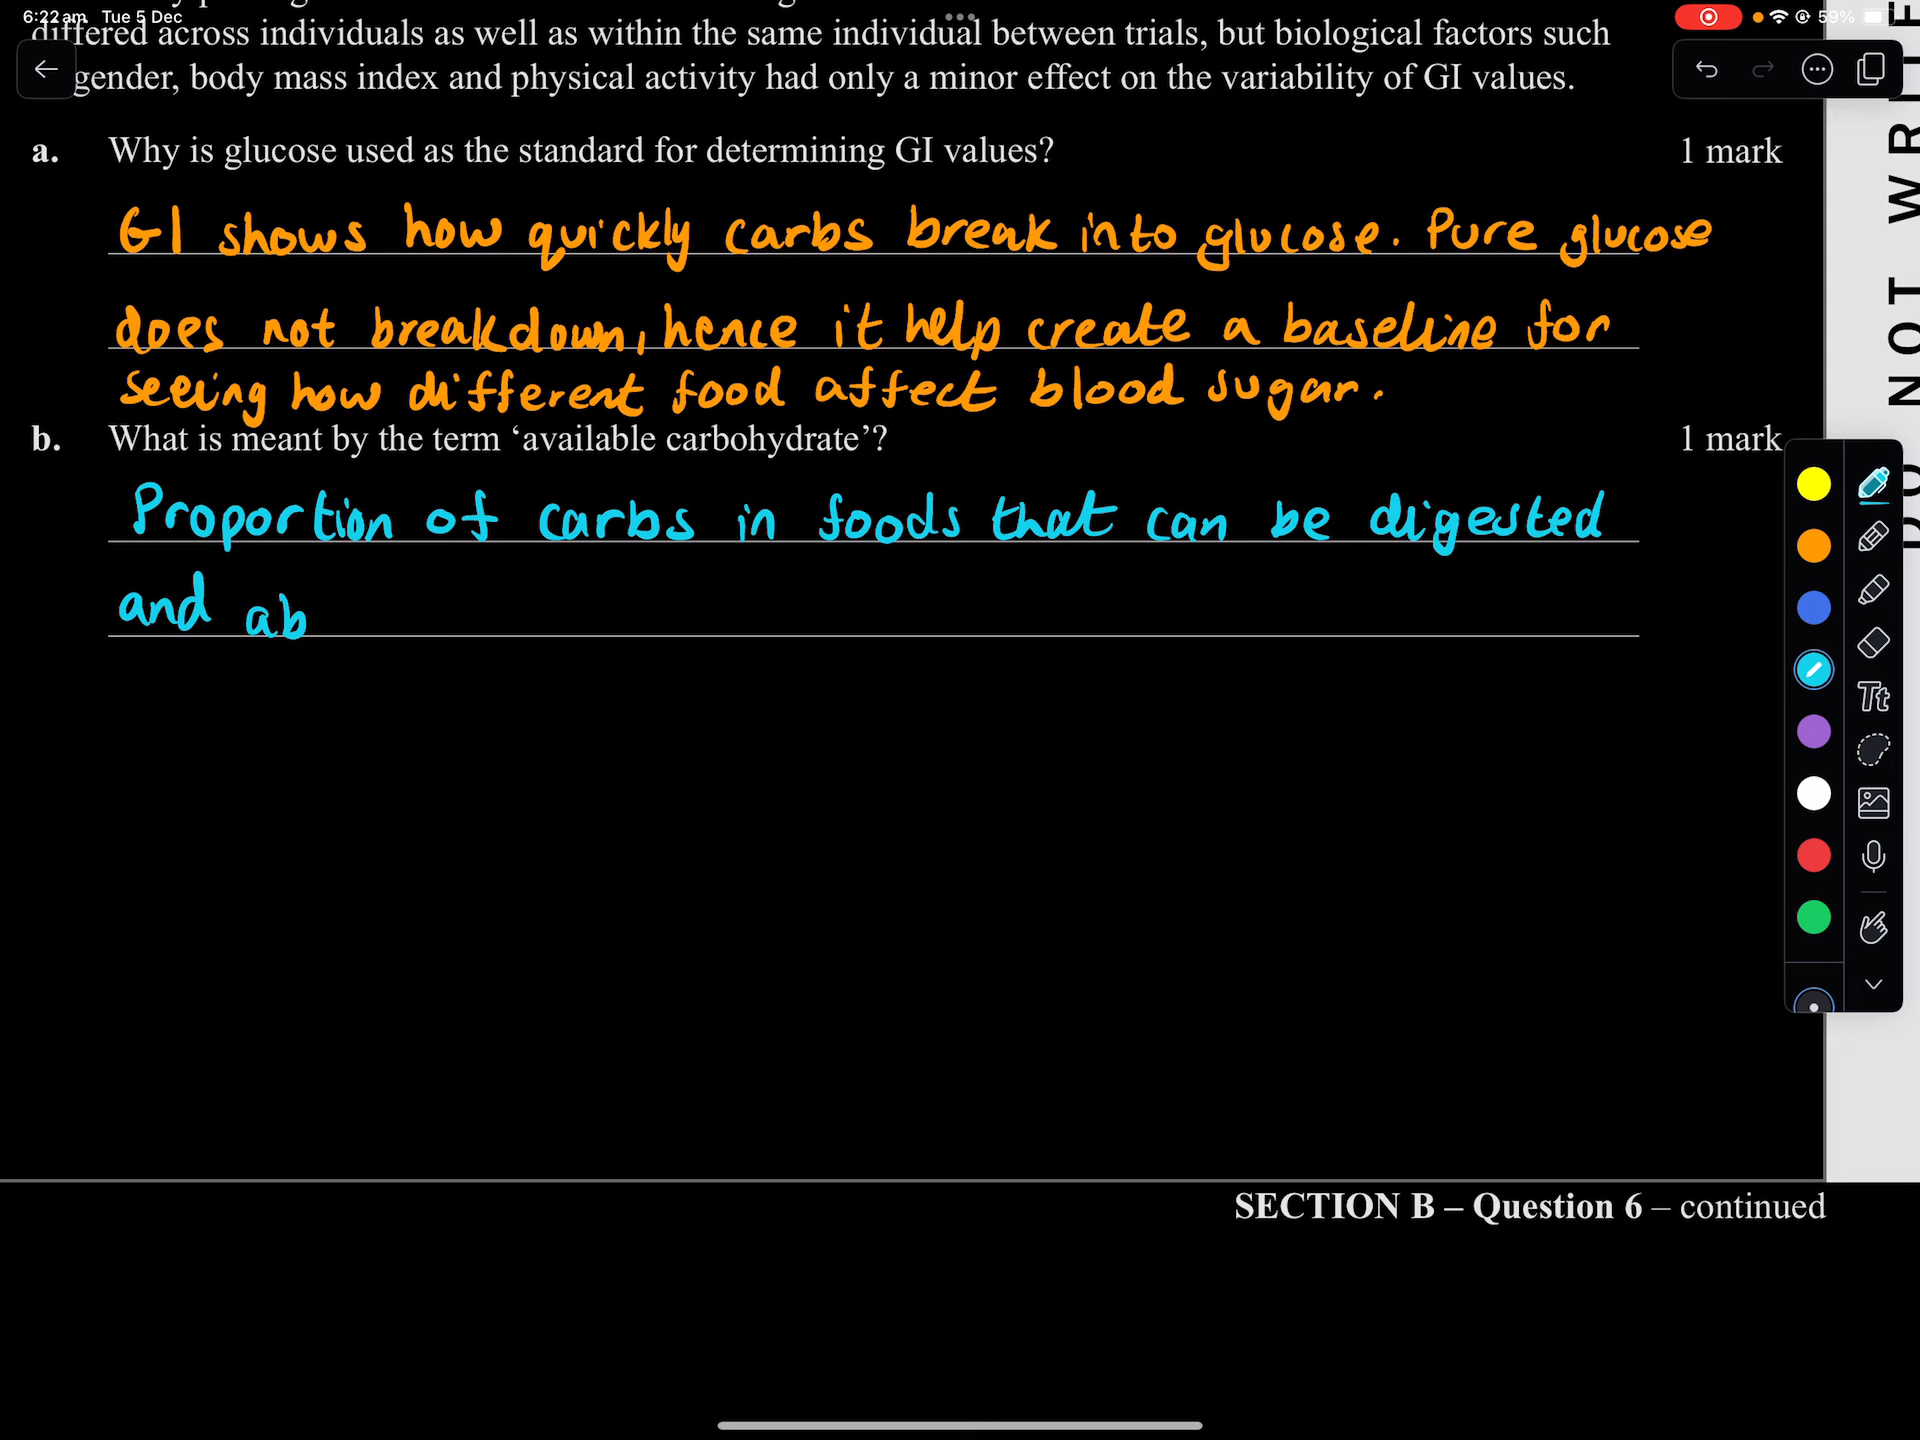 6:22 am Tue 5 Dec
59%
differed across individuals as well as within the same individual between trials, but biological factors such
gender, body mass index and physical activity had only a minor effect on the variability of GI values.
a. Why is glucose used as the standard for determining GI values? 1 mark
GI shows how quickly carbs break into glucose. Pure glucose
does not breakdown, hence it help create a baseline for
seeing how different food affect blood sugar.
b. What is meant by the term ‘available carbohydrate’? 1 mark
Proportion of carbs in foods that can be digested
and ab
Tt
SECTION B – Question 6 – continued
DO NOT WRITE